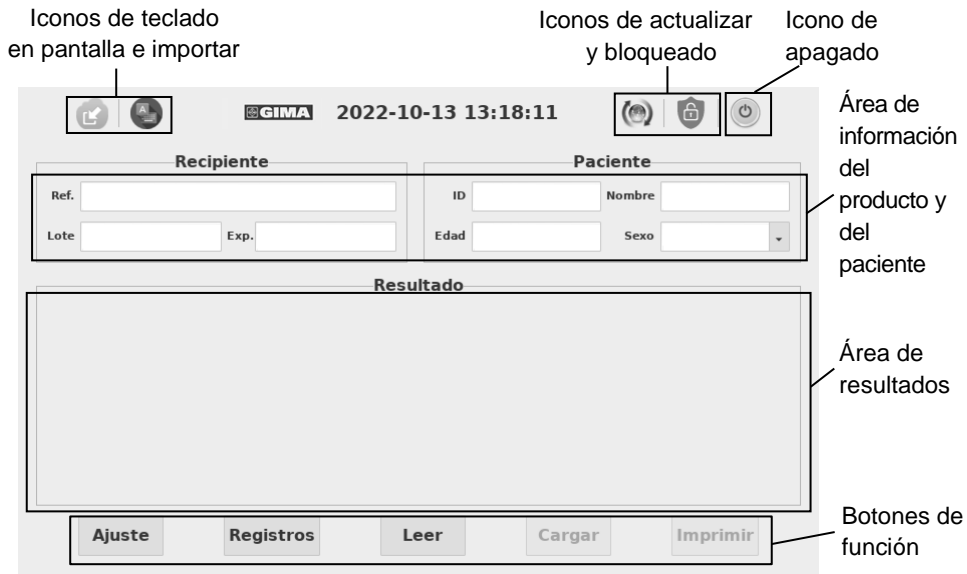 Iconos de teclado
en pantalla e importar
Iconos de actualizar
y bloqueado
Icono de
apagado
GIMA
2022-10-13 13:18:11
Área de
información
del
producto y
del
paciente
Recipiente
Paciente
Ref.
ID
Nombre
Lote
Exp.
Edad
Sexo
Resultado
Área de
resultados
Ajuste
Registros
Leer
Cargar
Imprimir
Botones de
función